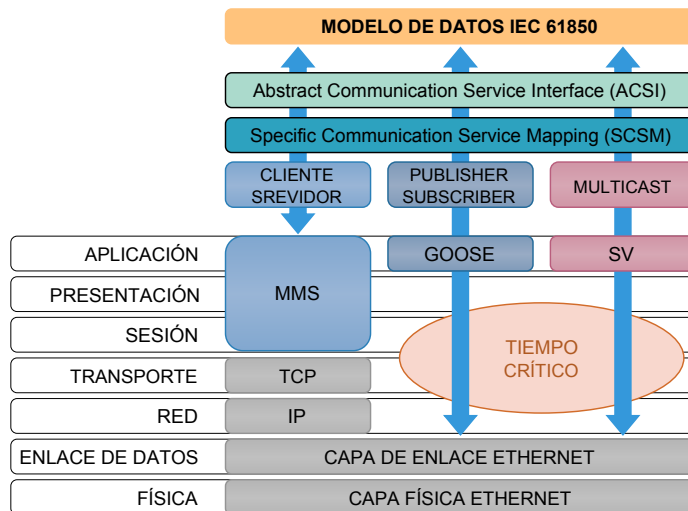 MODELO DE DATOS IEC 61850
Abstract Communication Service Interface (ACSI)
Specific Communication Service Mapping (SCSM)
CLIENTE
SREVIDOR
PUBLISHER
SUBSCRIBER
MULTICAST
APLICACIÓN
MMS
GOOSE
SV
PRESENTACIÓN
SESIÓN
TIEMPO
CRÍTICO
TRANSPORTE
TCP
RED
IP
ENLACE DE DATOS
CAPA DE ENLACE ETHERNET
FÍSICA
CAPA FÍSICA ETHERNET